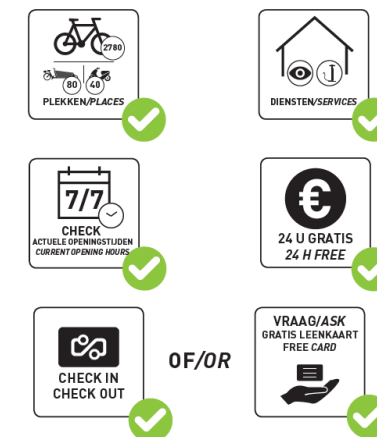 2780
80 40
PLEKKEN/PLACES
DIENSTEN/SERVICES
7/7
CHECK
ACTUELE OPENINGSTIJDEN
CURRENT OPENING HOURS
€
24 U GRATIS
24 H FREE
CHECK IN
CHECK OUT
OF/OR
VRAAG/ASK
GRATIS LEENKAART
FREE CARD